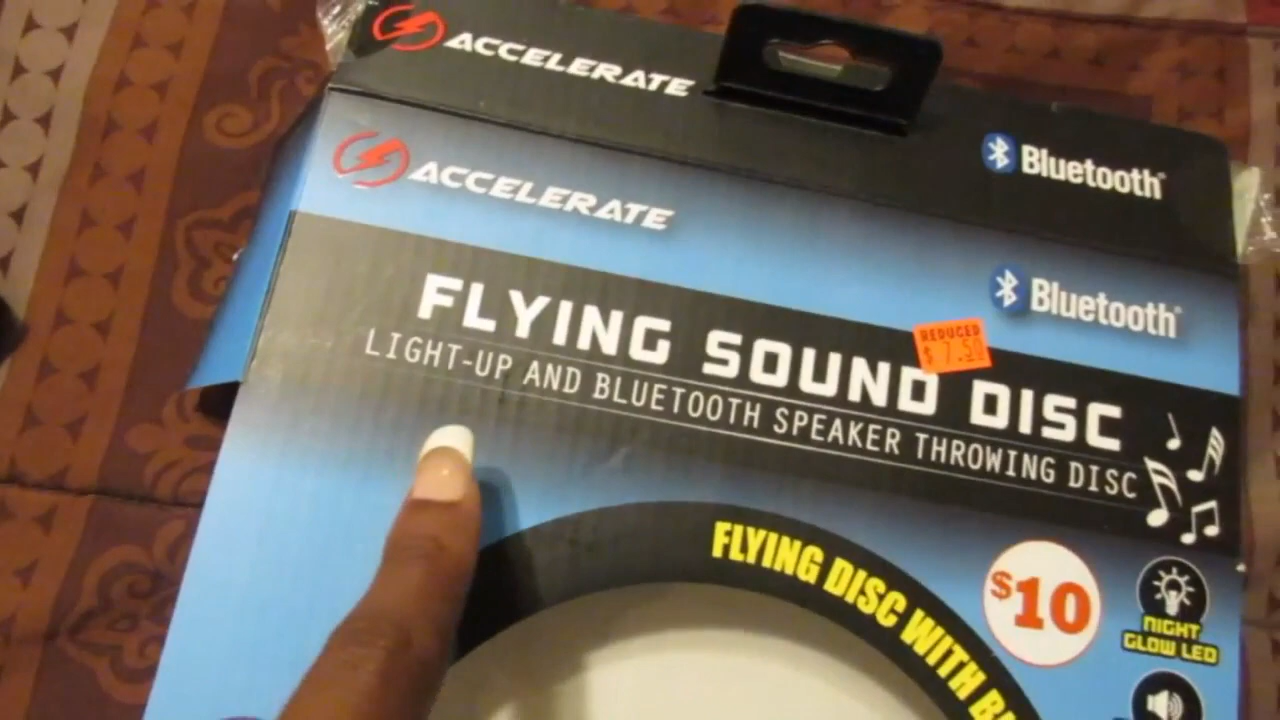 ACCELERATE
Bluetooth
ACCELERATE
Bluetooth
REDUCED
$7.50
FLYING SOUND DISC
LIGHT-UP AND BLUETOOTH SPEAKER THROWING DISC
FLYING DISC WITH
$10
NIGHT
GLOW LED